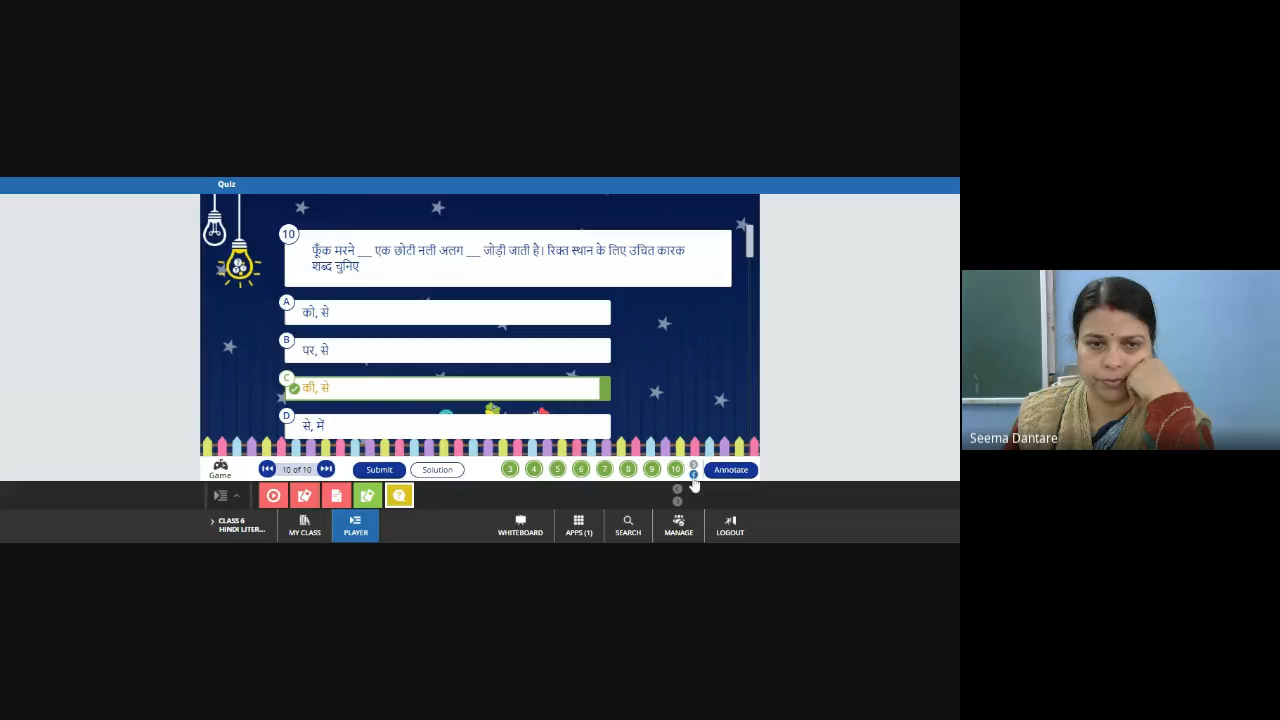 Quiz
10
फूँक मरने __ एक छोटी नली अलग __ जोड़ी जाती है। रिक्त स्थान के लिए उचित कारक
शब्द चुनिए
A
को, से
B
पर, से
C
की, से
D
से, में
Game
10 of 10
Submit
Solution
3 4 5 6 7 8 9 10
Annotate
CLASS 6
HINDI LITER...
MY CLASS
PLAYER
WHITEBOARD
APPS (1)
SEARCH
MANAGE
LOGOUT
Seema Dantare